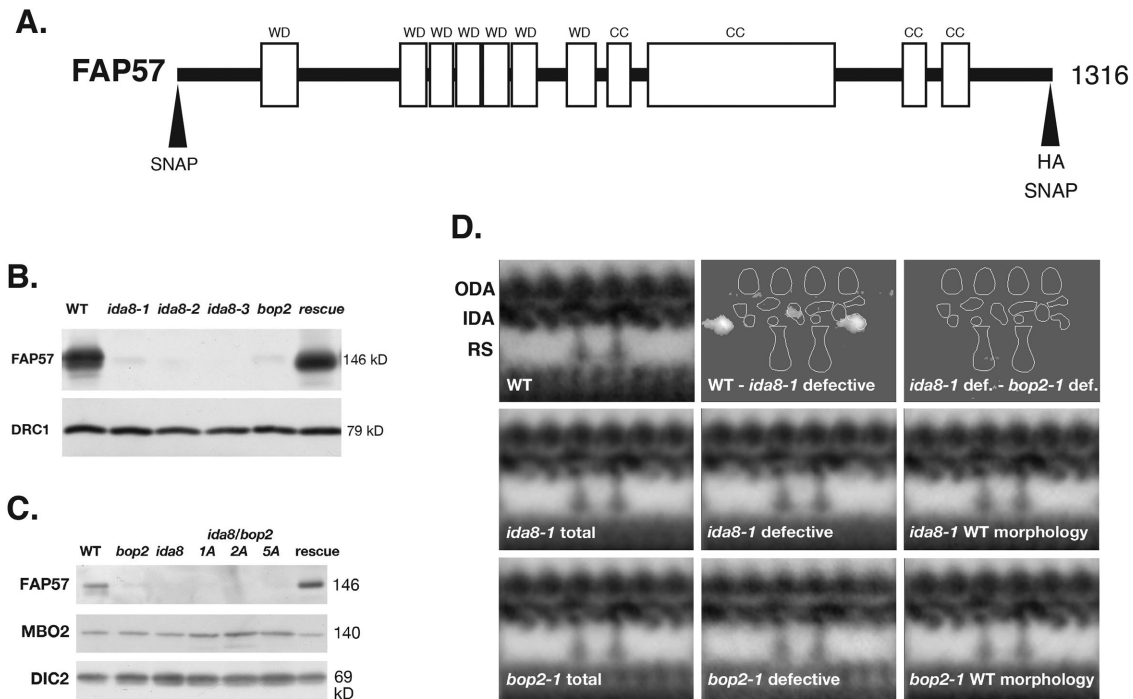 A.
WD WD WD WD WD WD WD CC CC CC CC
FAP57 1316
SNAP
HA
SNAP
B.
WT ida8-1 ida8-2 ida8-3 bop2 rescue
FAP57 146 kD
DRC1 79 kD
C.
ida8/bop2
WT bop2 ida8 1A 2A 5A rescue
FAP57 146
MBO2 140
DIC2 69
kD
D.
ODA
IDA
RS
WT
WT - ida8-1 defective
ida8-1 def. - bop2-1 def.
ida8-1 total
ida8-1 defective
ida8-1 WT morphology
bop2-1 total
bop2-1 defective
bop2-1 WT morphology